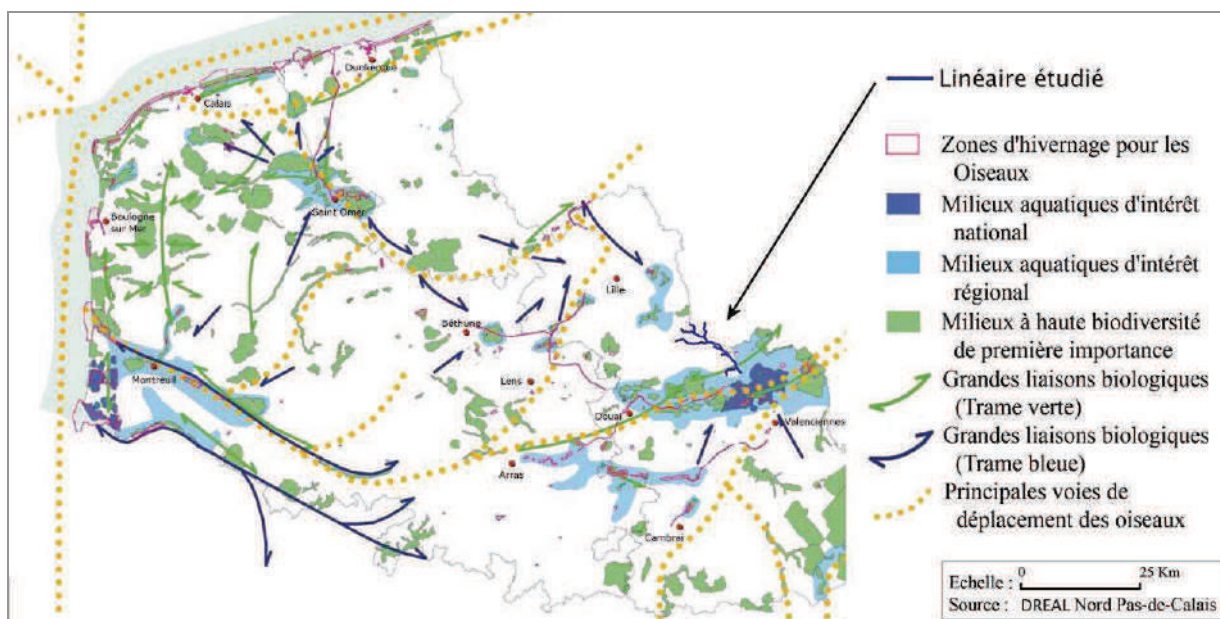 Dunkerque
Calais
Saint Omer
Boulogne
sur Mer
Lille
Béthune
Montreuil
Lens
Douai
Valenciennes
Arras
Cambrai
Linéaire étudié
Zones d'hivernage pour les
Oiseaux
Milieux aquatiques d'intérêt
national
Milieux aquatiques d'intérêt
régional
Milieux à haute biodiversité
de première importance
Grandes liaisons biologiques
(Trame verte)
Grandes liaisons biologiques
(Trame bleue)
Principales voies de
déplacement des oiseaux
Echelle : 0 25 Km
Source : DREAL Nord Pas-de-Calais